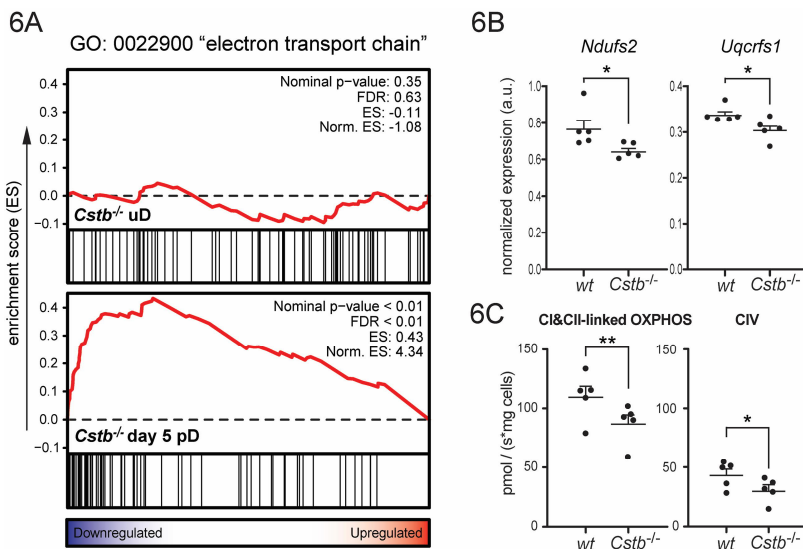 6A
GO: 0022900 “electron transport chain”
enrichment score (ES)
0.4
0.3
0.2
0.1
0.0
-0.1
Nominal p-value: 0.35
FDR: 0.63
ES: -0.11
Norm. ES: -1.08
Cstb-/- uD
0.4
0.3
0.2
0.1
0.0
-0.1
Nominal p-value < 0.01
FDR < 0.01
ES: 0.43
Norm. ES: 4.34
Cstb-/- day 5 pD
Downregulated
Upregulated
6B
Ndufs2
normalized expression (a.u.)
1.0
0.8
0.6
0.4
0.2
0.0
*
wt
Cstb-/-
Uqcrfs1
0.4
0.3
0.2
0.1
0.0
*
wt
Cstb-/-
6C
CI&CII-linked OXPHOS
pmol / (s*mg cells)
150
100
50
0
**
wt
Cstb-/-
CIV
150
100
50
0
*
wt
Cstb-/-